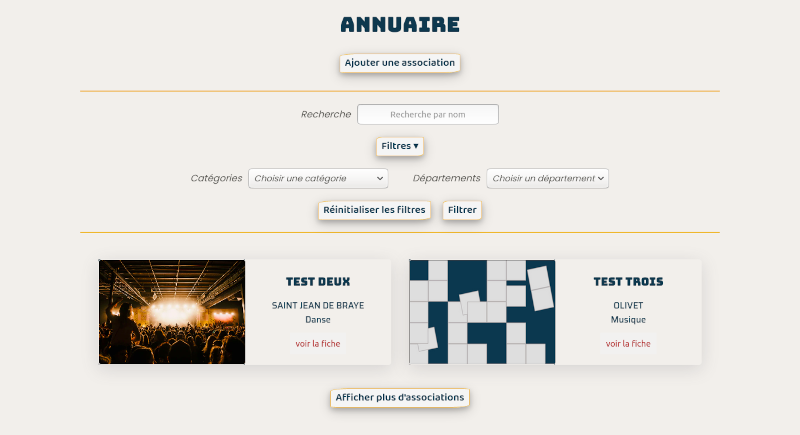 ANNUAIRE
Ajouter une association
Recherche Recherche par nom
Filtres ▾
Catégories Choisir une catégorie Départements Choisir un département
Réinitialiser les filtres Filtrer
TEST DEUX
SAINT JEAN DE BRAYE
Danse
voir la fiche
TEST TROIS
OLIVET
Musique
voir la fiche
Afficher plus d'associations